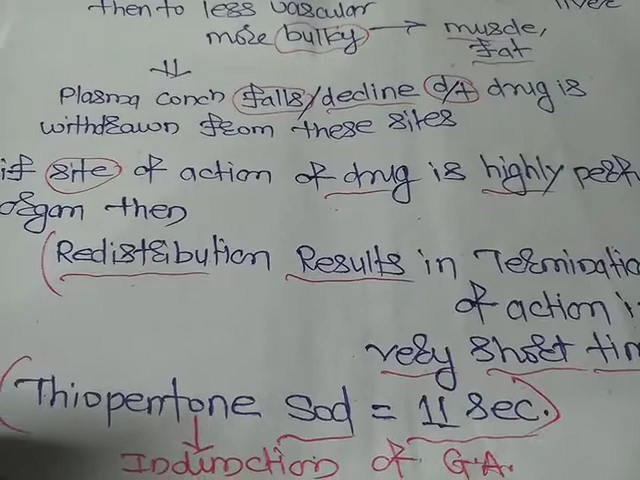 then to less vascular
more bulky → muscle,
fat
Plasma concn falls/decline d/t drug is
withdrawn from these sites
if site of action of drug is highly perf
organ then
(Redistribution Results in Terminatio
of action i
very short tim
(Thiopentone Sod = 11 sec.)
Indunction of G.A.